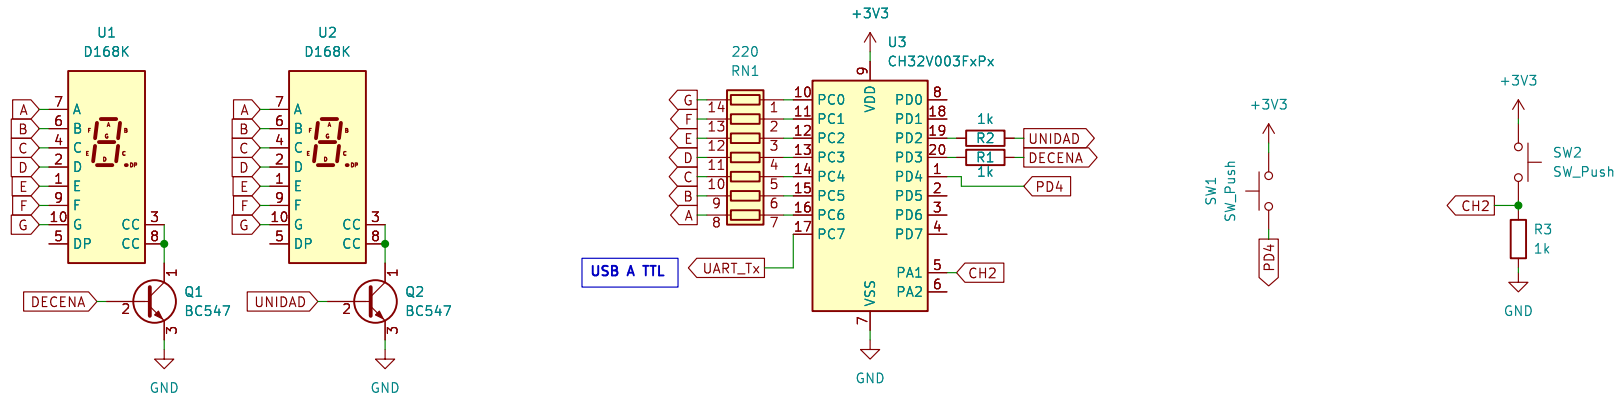 U1
D168K
A 7 A
B 6 B
C 4 C
D 2 D
E 1 E
F 9 F
G 10 G
5 DP
CC 3
CC 8
A
F B
G
E C
D DP
DECENA
1
2
3
Q1
BC547
GND
U2
D168K
A 7 A
B 6 B
C 4 C
D 2 D
E 1 E
F 9 F
G 10 G
5 DP
CC 3
CC 8
A
F B
G
E C
D DP
UNIDAD
1
2
3
Q2
BC547
GND
220
RN1
G 14 1
F 13 2
E 12 3
D 11 4
C 10 5
B 9 6
A 8 7
USB A TTL
UART_Tx
+3V3
U3
CH32V003FxPx
9
VDD
10 PC0
11 PC1
12 PC2
13 PC3
14 PC4
15 PC5
16 PC6
17 PC7
PD0 8
PD1 18
PD2 19
PD3 20
PD4 1
PD5 2
PD6 3
PD7 4
PA1 5
PA2 6
VSS
7
GND
1k
R2
UNIDAD
R1
DECENA
1k
PD4
CH2
+3V3
SW1
SW_Push
PD4
+3V3
SW2
SW_Push
CH2
R3
1k
GND